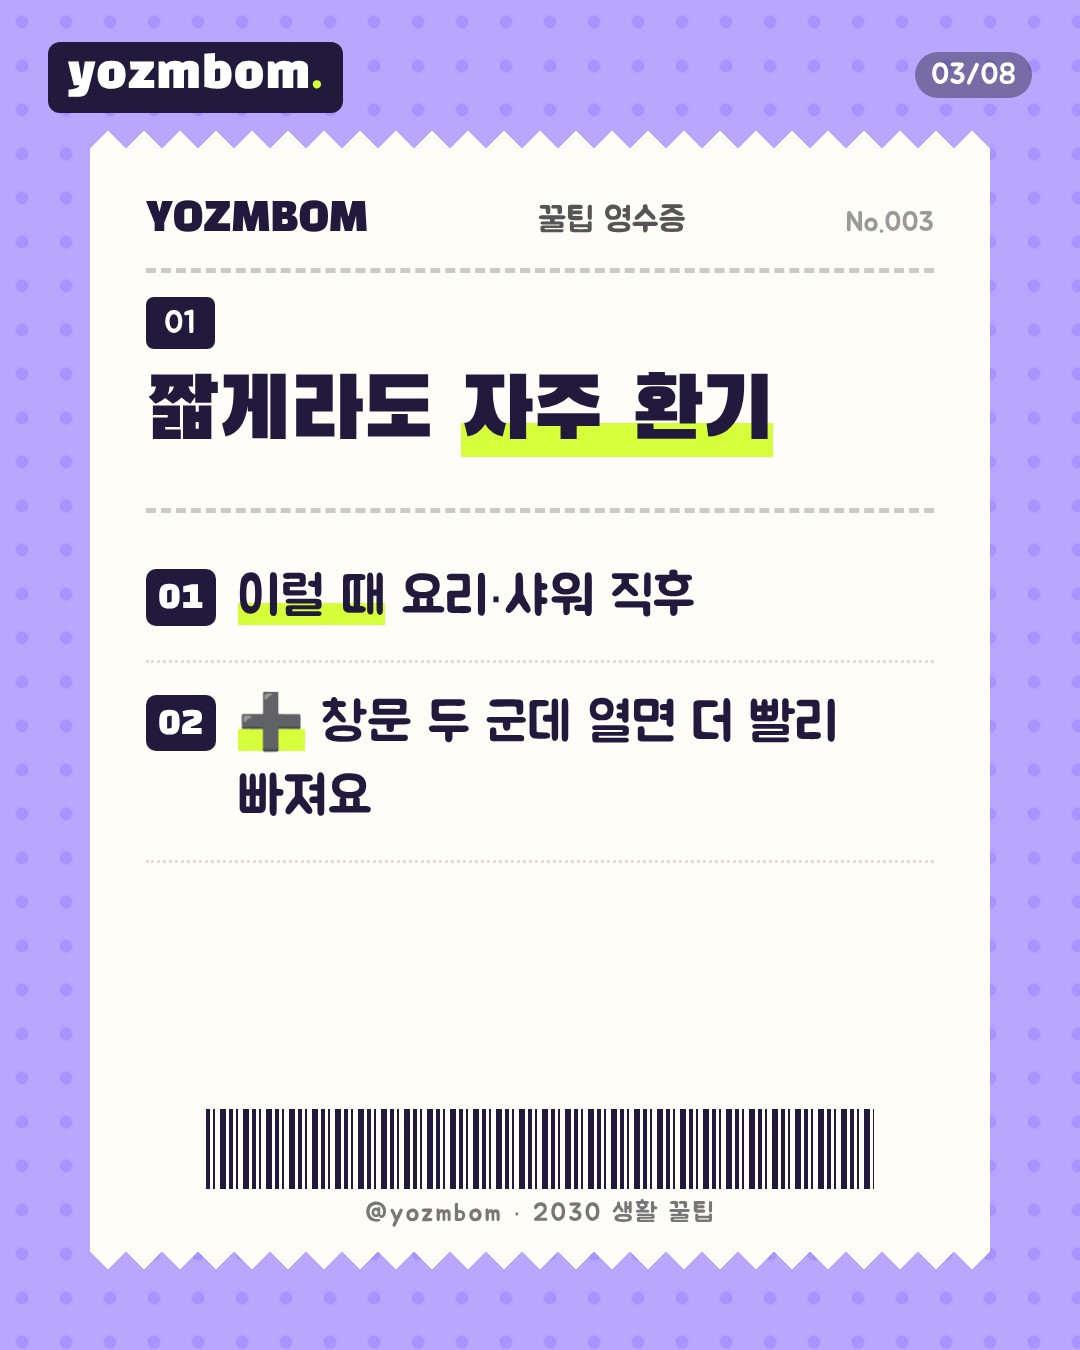 yozmbom.
03/08
YOZMBOM
꿀팁 영수증
No.003
01
짧게라도 자주 환기
01 이럴 때 요리·샤워 직후
02 ➕ 창문 두 군데 열면 더 빨리
빠져요
@yozmbom · 2030 생활 꿀팁